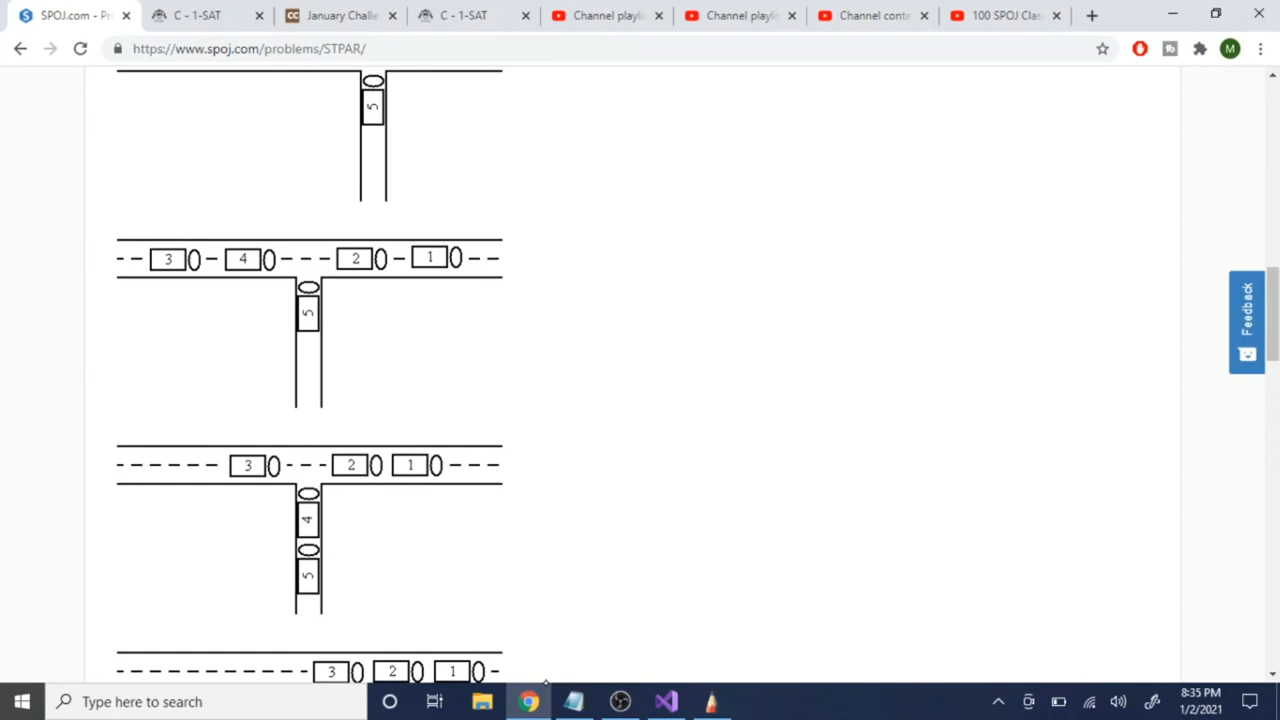 SPOJ.com - Pr
C - 1-SAT
January Challe
C - 1-SAT
Channel playli
Channel playli
Channel conte
100 SPOJ Clas
https://www.spoj.com/problems/STPAR/
M
5
3 4 2 1
5
3 2 1
4
5
3 2 1
Feedback
Type here to search
8:35 PM
1/2/2021